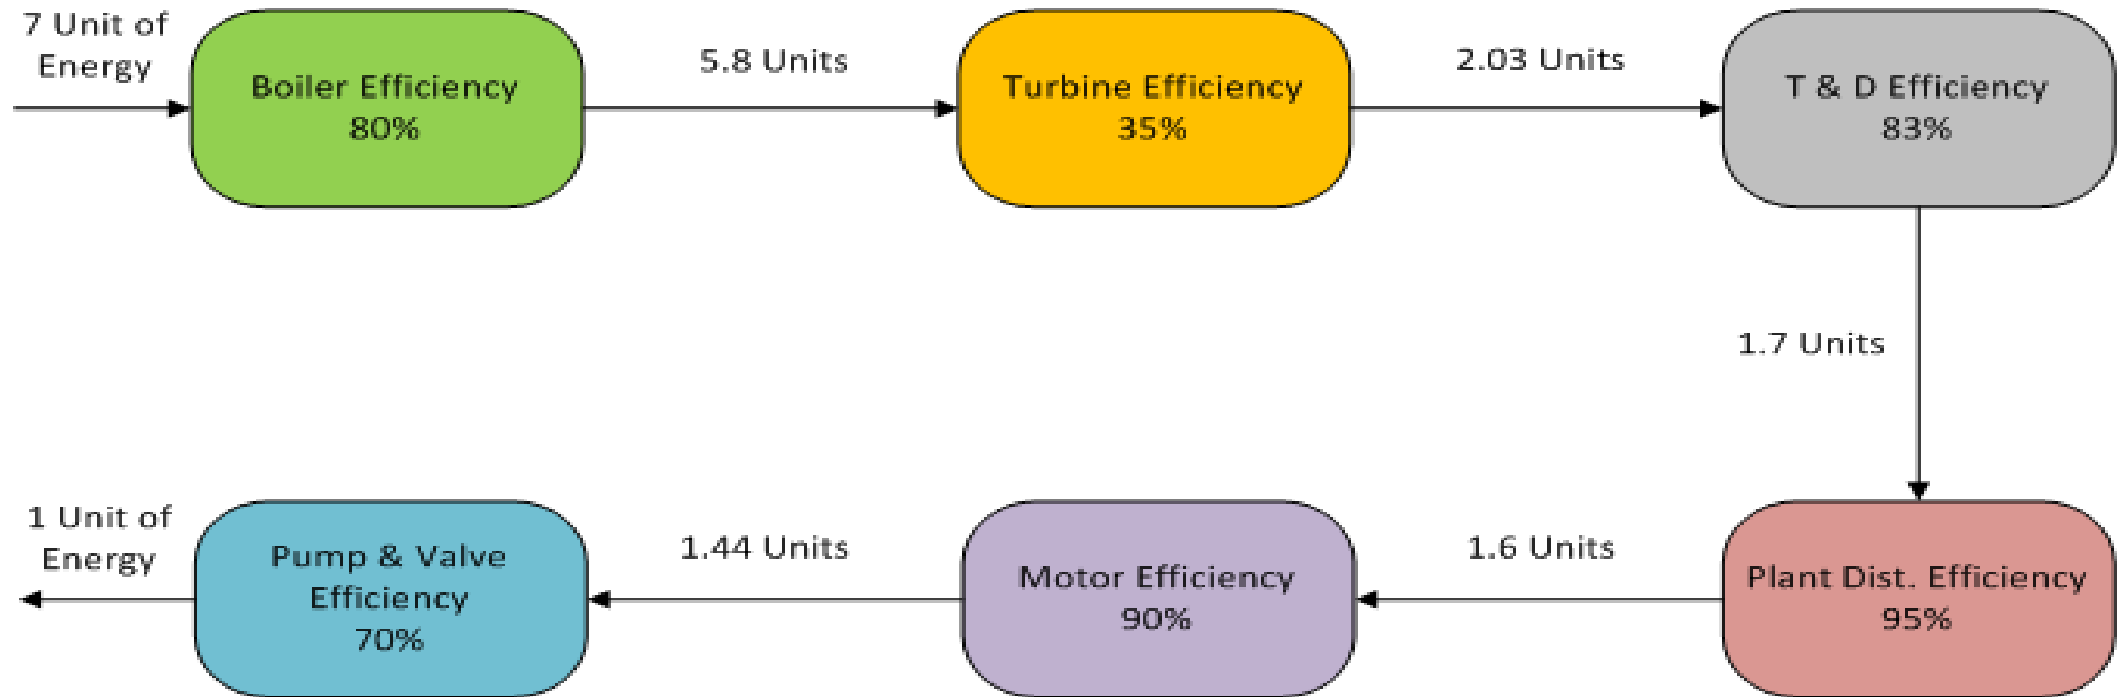 7 Unit of
Energy
Boiler Efficiency
80%
5.8 Units
Turbine Efficiency
35%
2.03 Units
T & D Efficiency
83%
1.7 Units
Plant Dist. Efficiency
95%
1.6 Units
Motor Efficiency
90%
1.44 Units
Pump & Valve
Efficiency
70%
1 Unit of
Energy